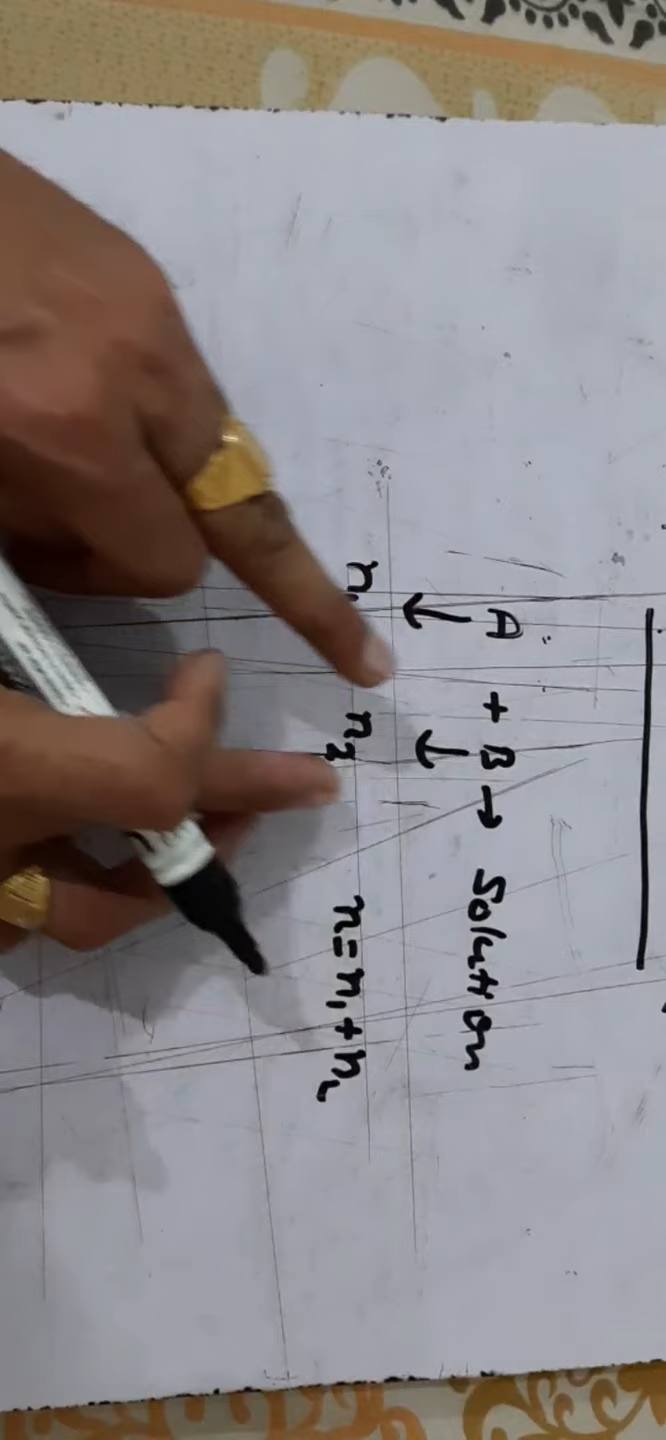 A + B → Solution
↓ ↓
n₁ n₂ n=n₁+n₂